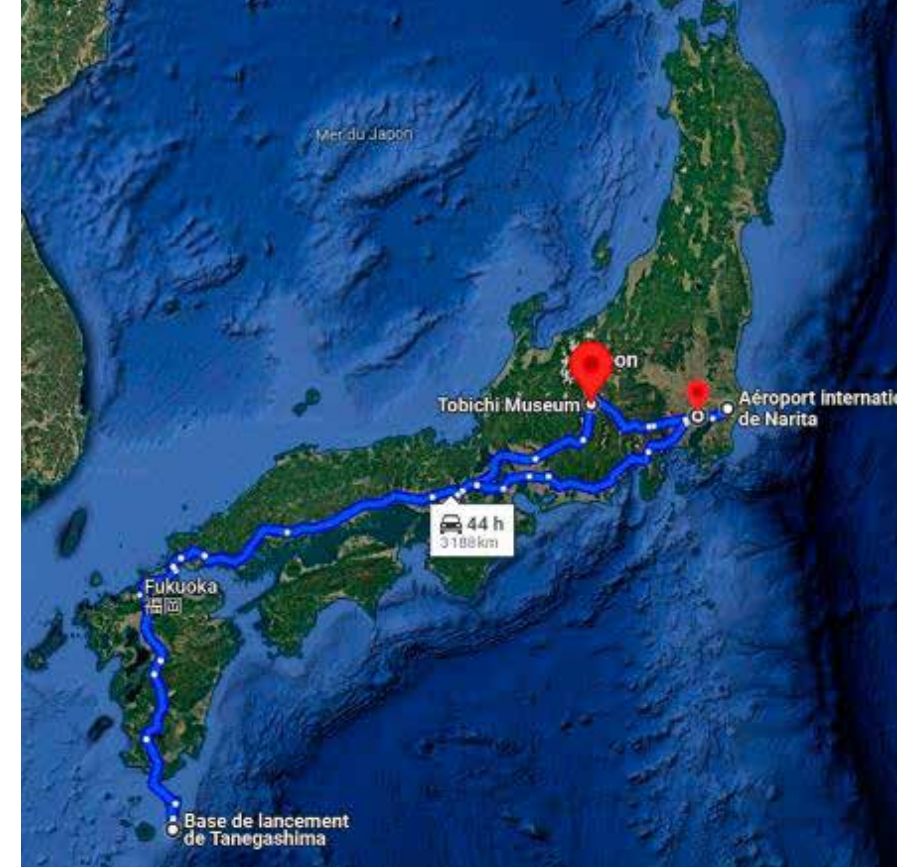 Mer du Japon
on
Tobichi Museum
Aéroport internatio
de Narita
44 h
3188 km
Fukuoka
福岡
Base de lancement
de Tanegashima